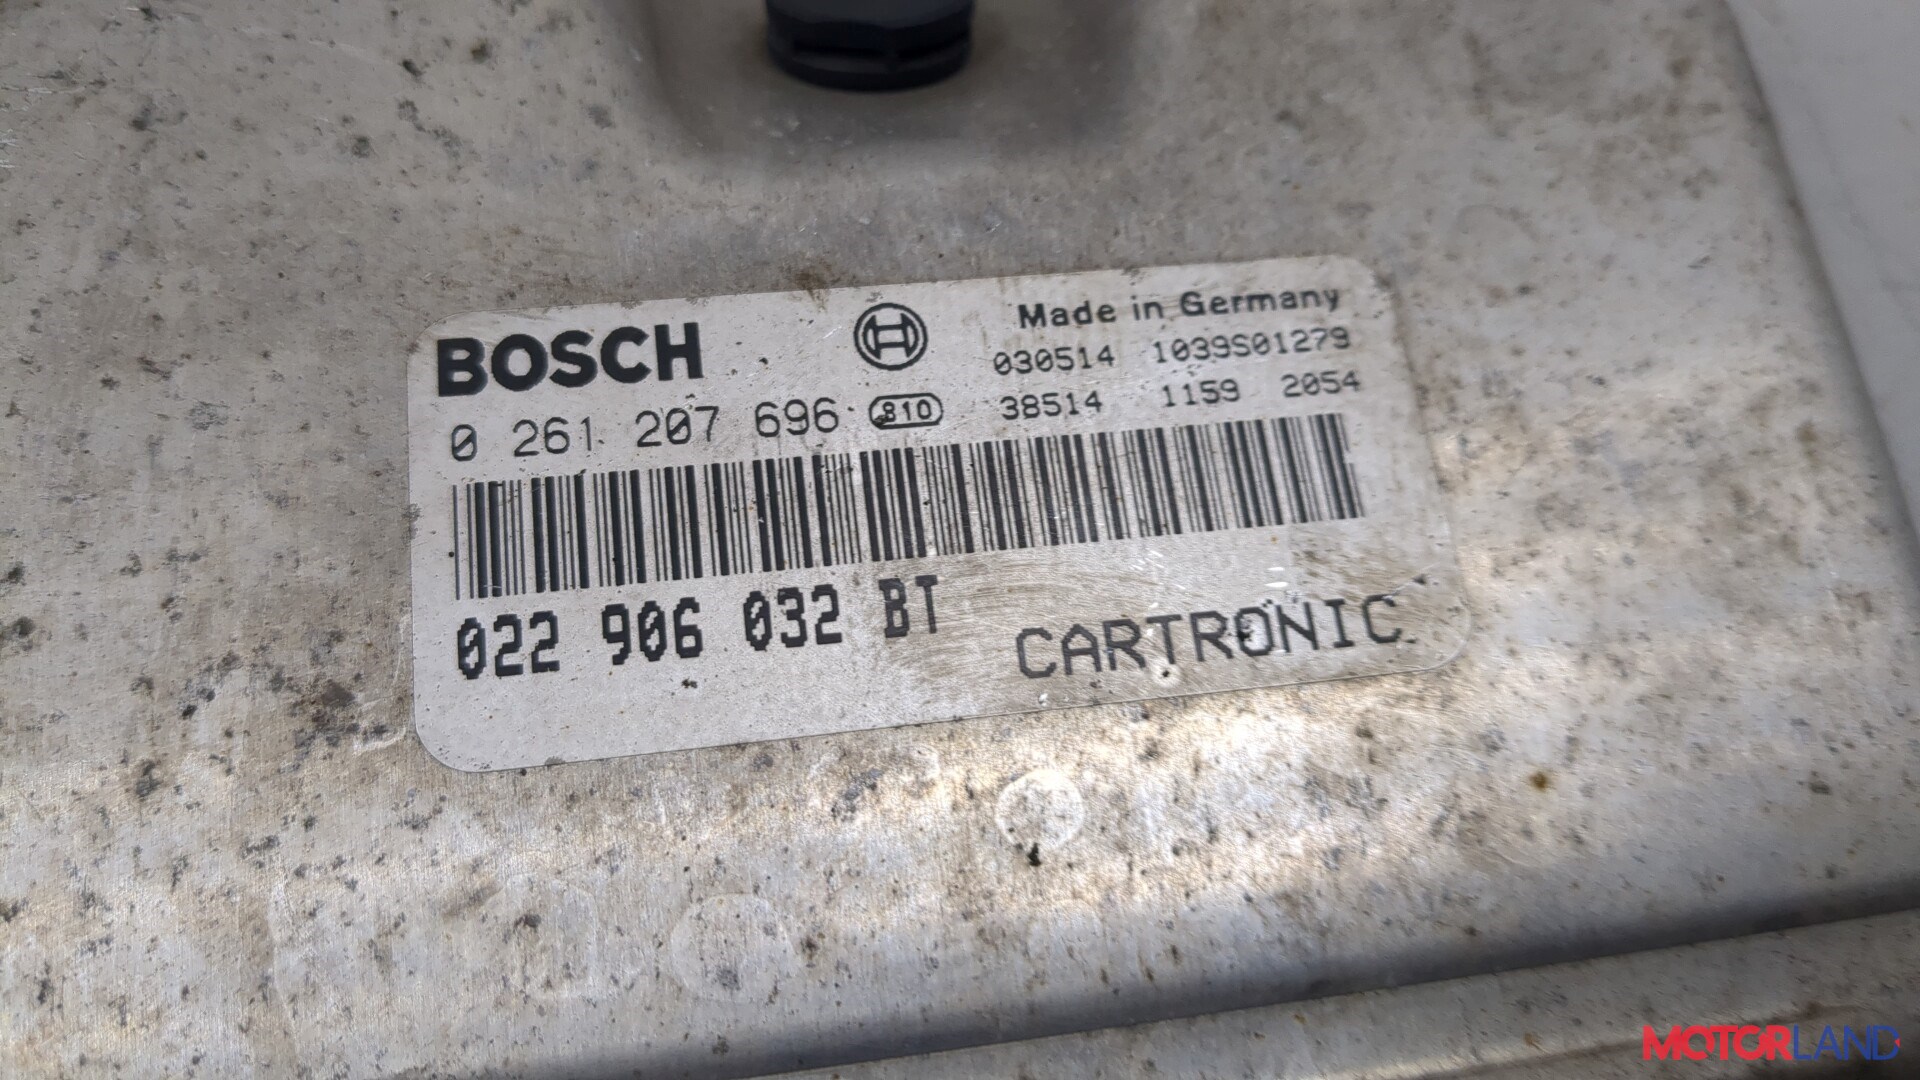 BOSCH
Made in Germany
030514 1039S01279
0 261 207 696 810 38514 1159 2054
022 906 032 BT
CARTRONIC
MOTORLAND